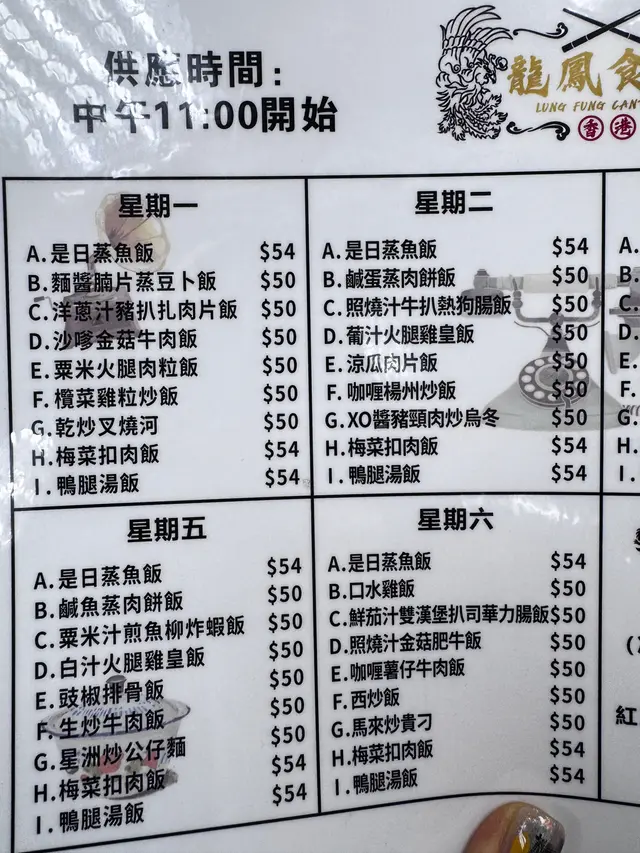 供應時間:
中午11:00開始
龍鳳食
LUNG FUNG CAN
香港
星期一
A.是日蒸魚飯 $54
B.麵醬腩片蒸豆卜飯 $50
C.洋蔥汁豬扒扎肉片飯 $50
D.沙嗲金菇牛肉飯 $50
E.粟米火腿肉粒飯 $50
F.欖菜雞粒炒飯 $50
G.乾炒叉燒河 $50
H.梅菜扣肉飯 $54
I.鴨腿湯飯 $54
星期二
A.是日蒸魚飯 $54
B.鹹蛋蒸肉餅飯 $50
C.照燒汁牛扒熱狗腸飯 $50
D.葡汁火腿雞皇飯 $50
E.涼瓜肉片飯 $50
F.咖喱楊州炒飯 $50
G.XO醬豬頸肉炒烏冬 $50
H.梅菜扣肉飯 $54
I.鴨腿湯飯 $54
A.
B.
C.
D.
E.
F.
G.
H.
I.
星期五
A.是日蒸魚飯 $54
B.鹹魚蒸肉餅飯 $50
C.粟米汁煎魚柳炸蝦飯 $50
D.白汁火腿雞皇飯 $50
E.豉椒排骨飯 $50
F.生炒牛肉飯 $50
G.星洲炒公仔麵 $50
H.梅菜扣肉飯 $54
I.鴨腿湯飯 $54
星期六
A.是日蒸魚飯 $54
B.口水雞飯 $50
C.鮮茄汁雙漢堡扒司華力腸飯 $50
D.照燒汁金菇肥牛飯 $50
E.咖喱薯仔牛肉飯 $50
F.西炒飯 $50
G.馬來炒貴刁 $50
H.梅菜扣肉飯 $54
I.鴨腿湯飯 $54
紅